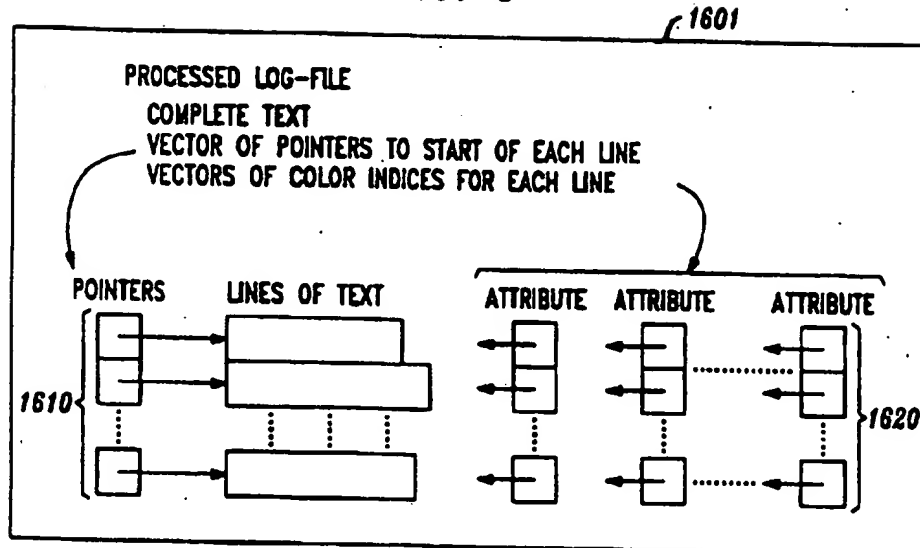 1601
PROCESSED LOG-FILE
COMPLETE TEXT
VECTOR OF POINTERS TO START OF EACH LINE
VECTORS OF COLOR INDICES FOR EACH LINE
POINTERS LINES OF TEXT ATTRIBUTE ATTRIBUTE ATTRIBUTE
1610
1620